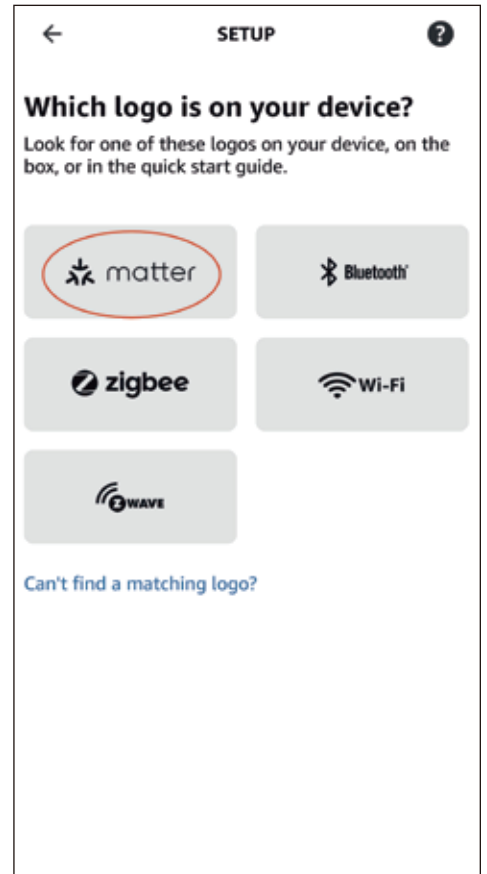 SETUP
?
Which logo is on your device?
Look for one of these logos on your device, on the
box, or in the quick start guide.
matter
Bluetooth®
zigbee
Wi-Fi
Z WAVE
Can't find a matching logo?